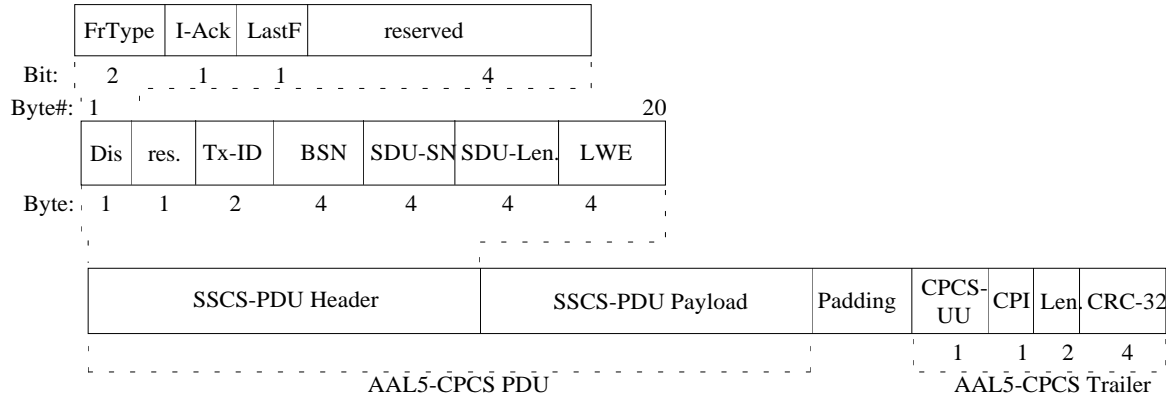 FrType I-Ack LastF reserved
Bit: 2 1 1 4
Byte#: 1 20
Dis res. Tx-ID BSN SDU-SN SDU-Len. LWE
Byte: 1 1 2 4 4 4 4
SSCS-PDU Header SSCS-PDU Payload Padding CPCS-UU CPI Len. CRC-32
1 1 2 4
AAL5-CPCS PDU AAL5-CPCS Trailer